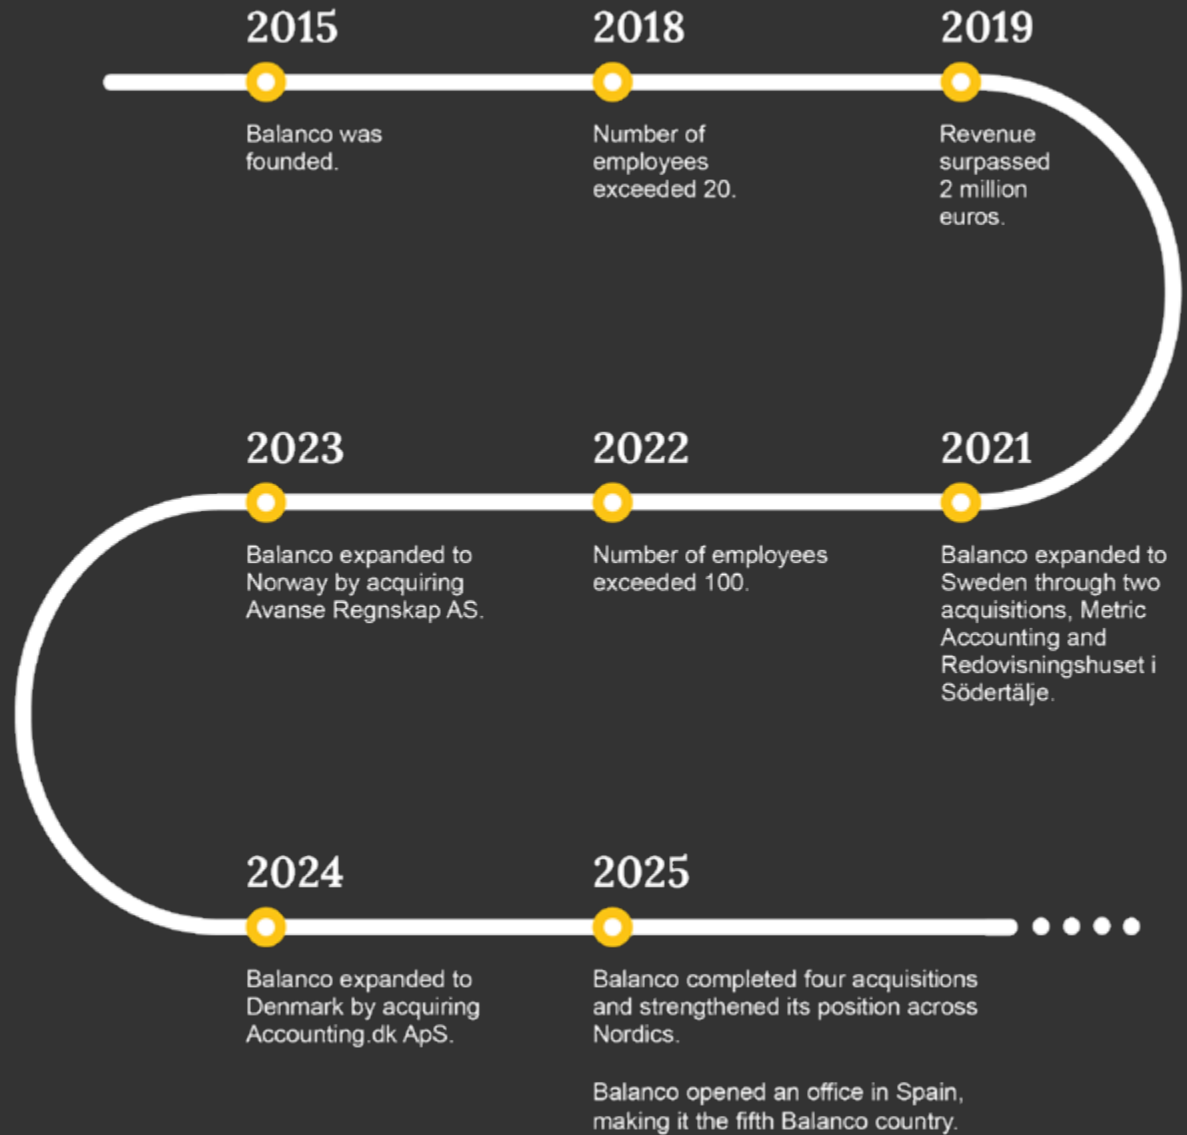 2015
Balanco was
founded.
2018
Number of
employees
exceeded 20.
2019
Revenue
surpassed
2 million
euros.
2021
Balanco expanded to
Sweden through two
acquisitions, Metric
Accounting and
Redovisningshuset i
Södertälje.
2022
Number of employees
exceeded 100.
2023
Balanco expanded to
Norway by acquiring
Avanse Regnskap AS.
2024
Balanco expanded to
Denmark by acquiring
Accounting.dk ApS.
2025
Balanco completed four acquisitions
and strengthened its position across
Nordics.
Balanco opened an office in Spain,
making it the fifth Balanco country.